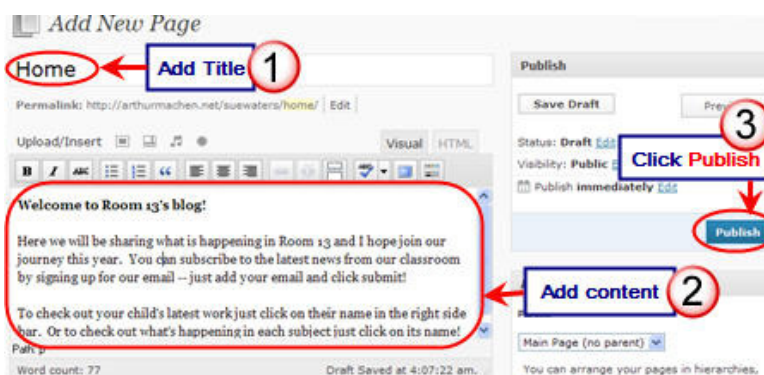 Add New Page
Home
Add Title
1
Permalink: http://arthurmachen.net/suewaters/home/ Edit
Upload/Insert
Visual HTML
B I ABC
Welcome to Room 13's blog!
Here we will be sharing what is happening in Room 13 and I hope join our
journey this year. You can subscribe to the latest news from our classroom
by signing up for our email – just add your email and click submit!
To check out your child's latest work just click on their name in the right side
bar. Or to check out what's happening in each subject just click on its name!
Path: p
Word count: 77 Draft Saved at 4:07:22 am.
Publish
Save Draft
Status: Draft Edit
Visibility: Public
Publish immediately Edit
3
Click Publish
Publish
Add content
2
Main Page (no parent)
You can arrange your pages in hierarchies,